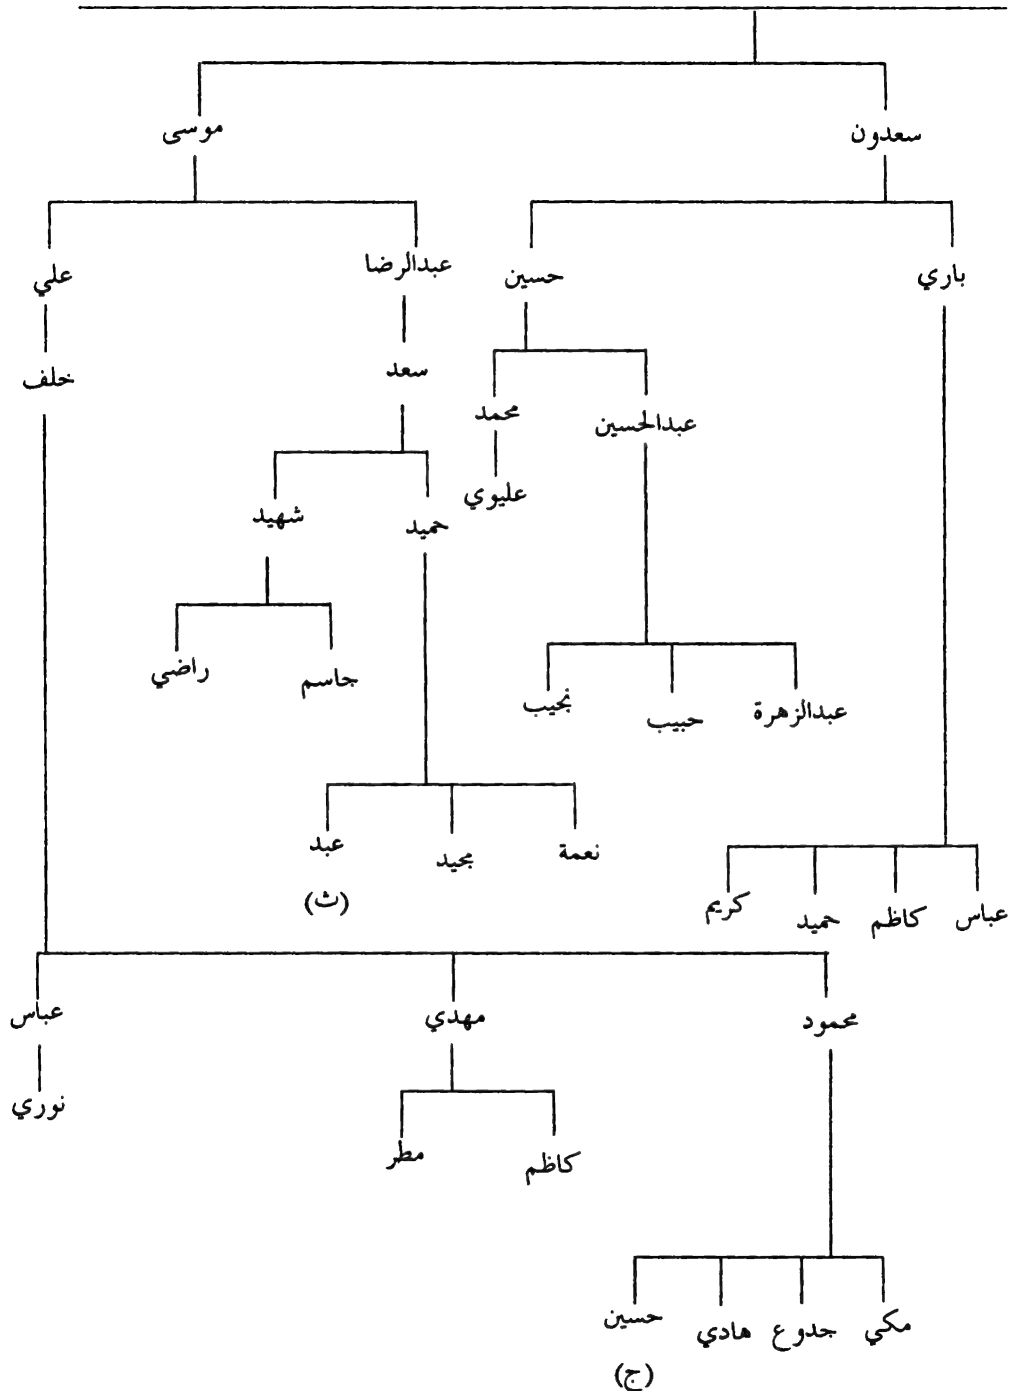 سعدون موسى
باري حسين عبدالرضا علي
سعد خلف
محمد عبدالحسين
عليوي
حميد شهيد
جاسم راضي
عبدالزهرة حبيب نجيب
نعمة مجيد عبد
(ث)
عباس كاظم حميد كريم
محمود مهدي عباس
نوري
كاظم مطر
مكي جدوع هادي حسين
(ج)